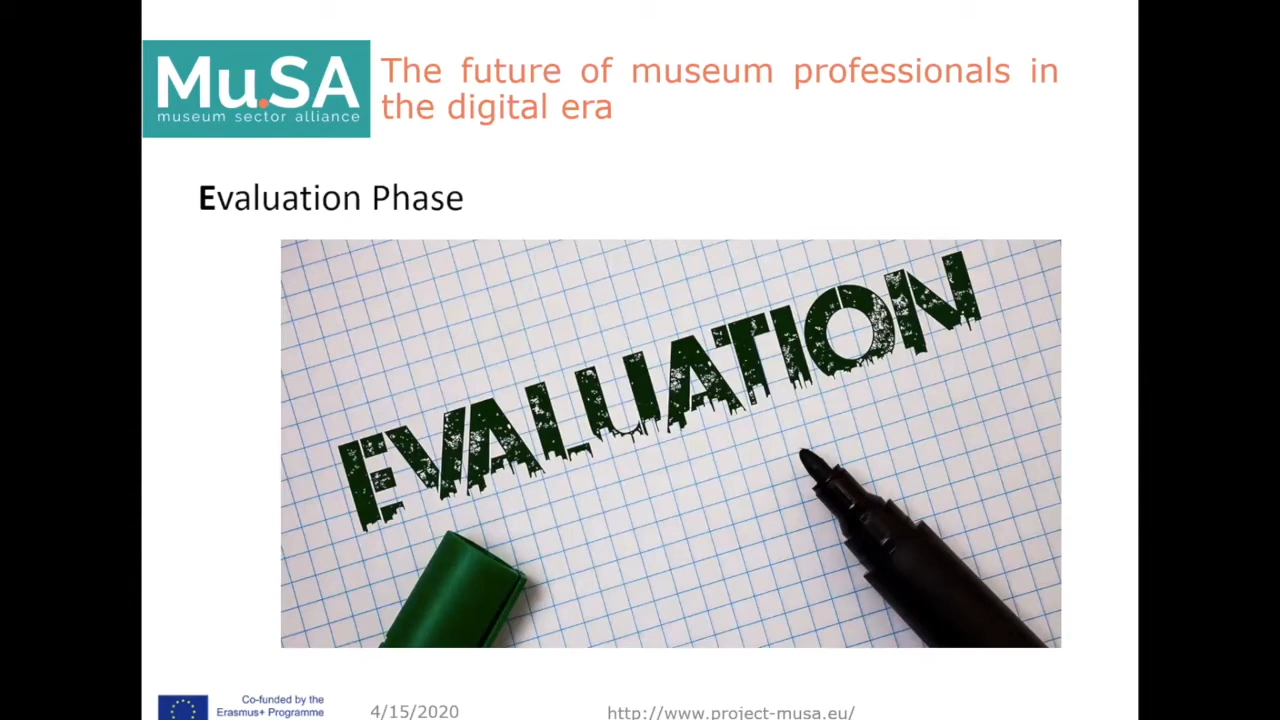 Mu.SA
museum sector alliance
The future of museum professionals in
the digital era
Evaluation Phase
EVALUATION
Co-funded by the
Erasmus+ Programme
4/15/2020
http://www.project-musa.eu/